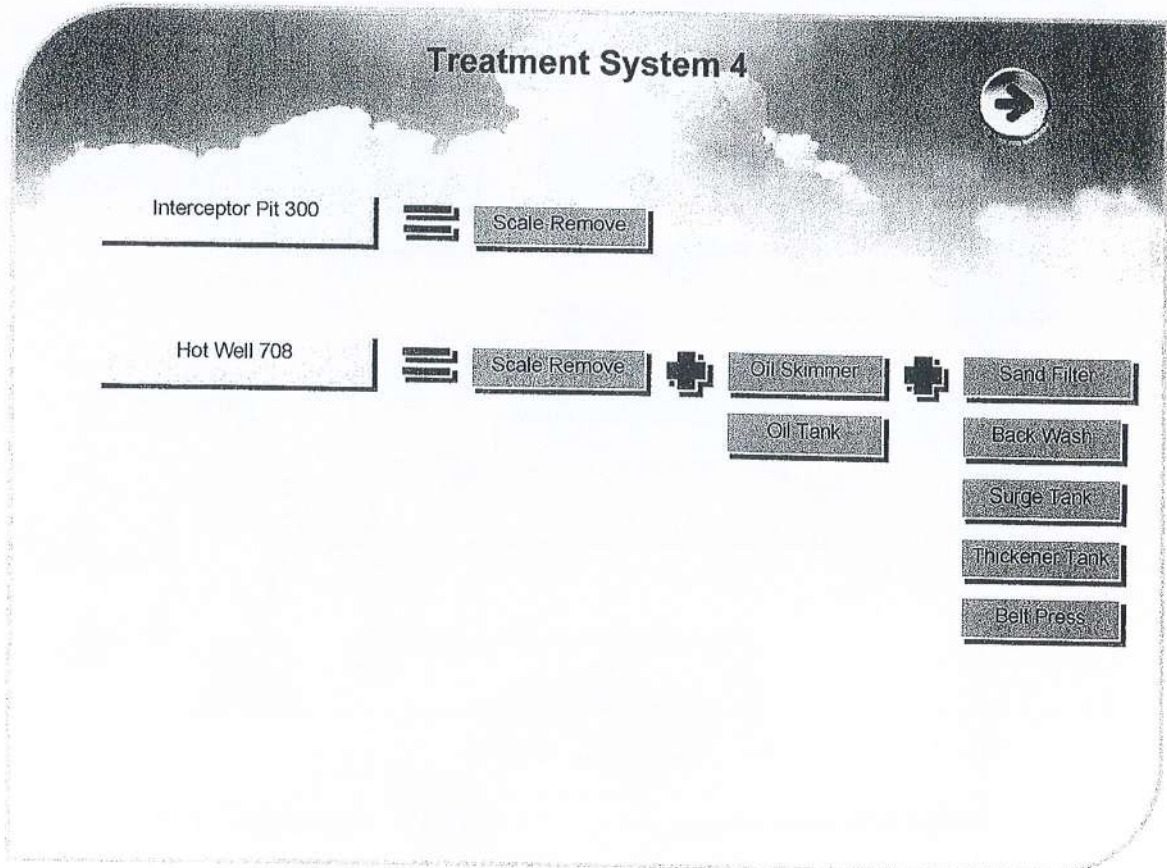 Treatment System 4
Interceptor Pit 300
Scale Remove
Hot Well 708
Scale Remove
Oil Skimmer
Sand Filter
Oil Tank
Back Wash
Surge Tank
Thickener Tank
Belt Press